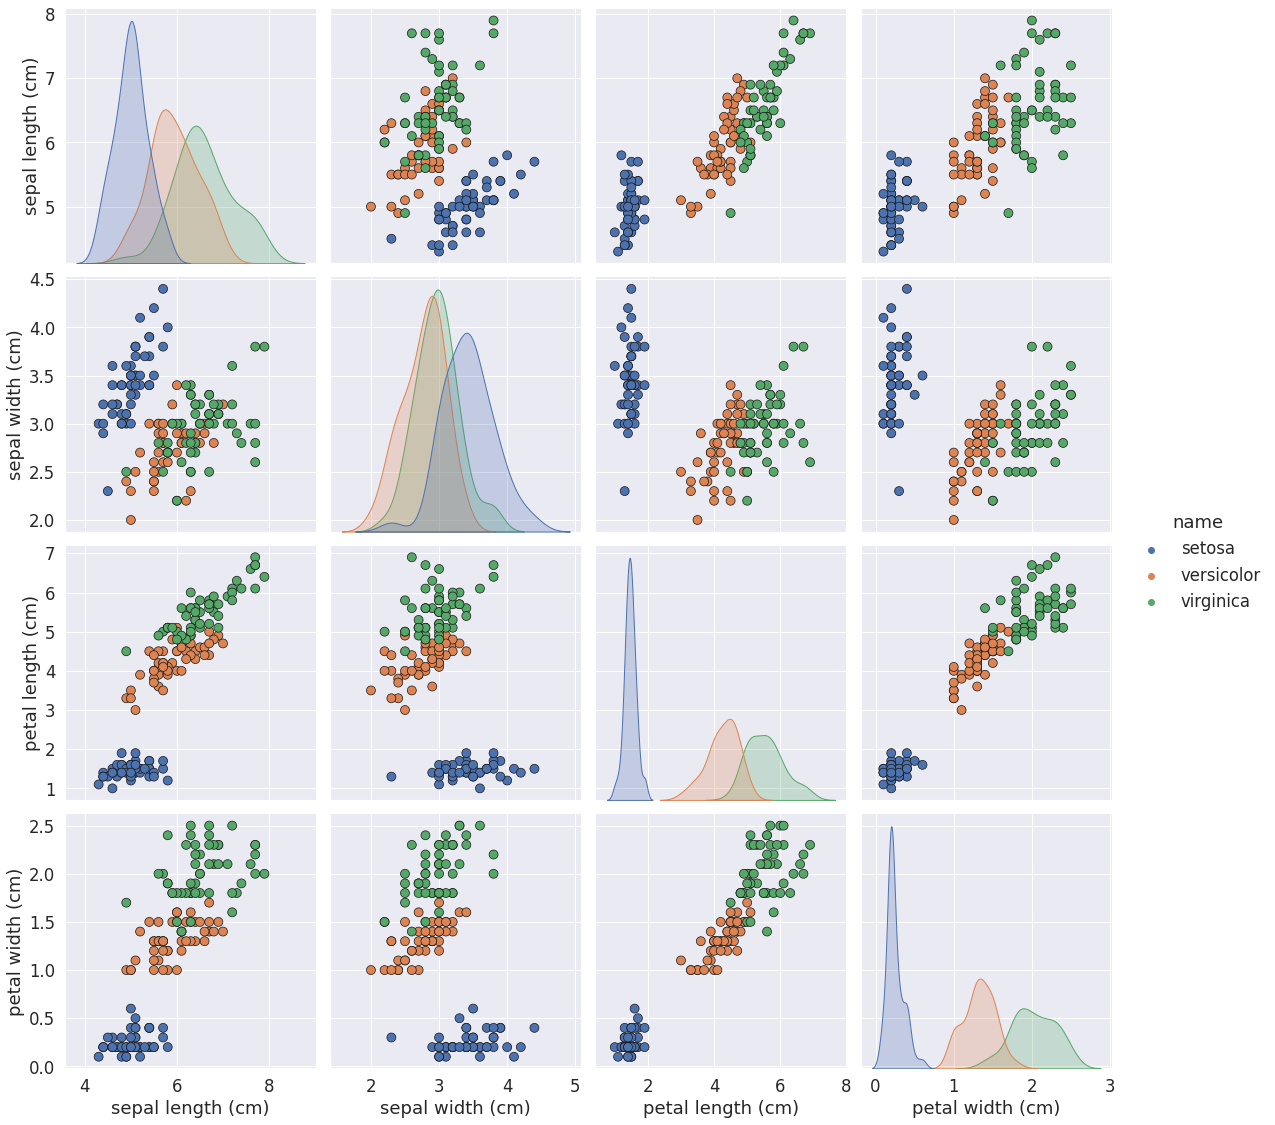 8
7
6
5
sepal length (cm)
4.5
4.0
3.5
3.0
2.5
2.0
sepal width (cm)
name
setosa
versicolor
virginica
7
6
5
4
3
2
1
petal length (cm)
2.5
2.0
1.5
1.0
0.5
0.0
petal width (cm)
4 6 8
2 3 4 5
2 4 6 8
0 1 2 3
sepal length (cm)
sepal width (cm)
petal length (cm)
petal width (cm)